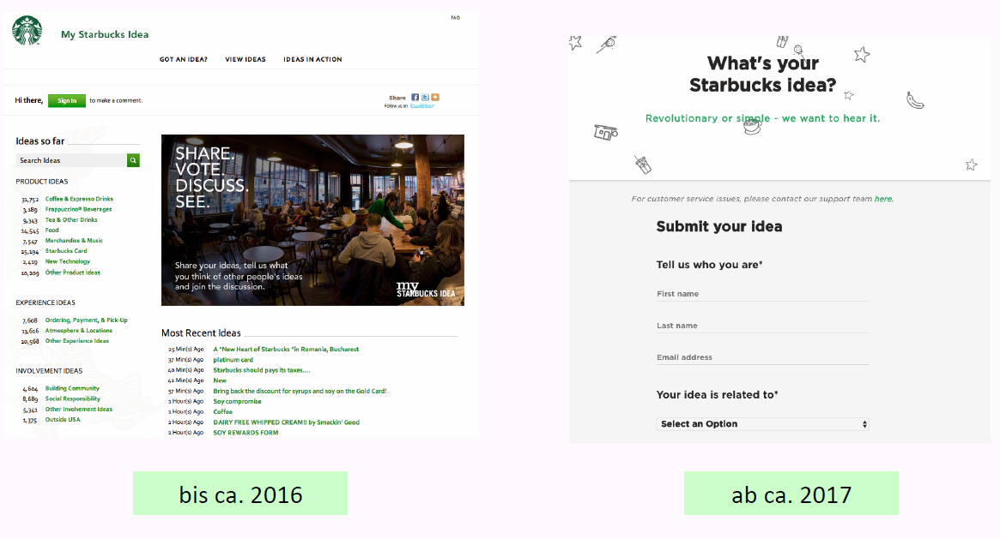 FAQ
My Starbucks Idea
GOT AN IDEA? VIEW IDEAS IDEAS IN ACTION
Hi there, Sign In to make a comment.
Share
Follow us on twitter
Ideas so far
Search Ideas
PRODUCT IDEAS
31,752 Coffee & Espresso Drinks
3,189 Frappuccino® Beverages
9,343 Tea & Other Drinks
14,545 Food
7,547 Merchandise & Music
15,194 Starbucks Card
2,419 New Technology
10,209 Other Product Ideas
EXPERIENCE IDEAS
7,608 Ordering, Payment, & Pick-Up
13,616 Atmosphere & Locations
10,568 Other Experience Ideas
INVOLVEMENT IDEAS
4,604 Building Community
8,689 Social Responsibility
5,341 Other Involvement Ideas
1,375 Outside USA
SHARE.
VOTE.
DISCUSS.
SEE.
Share your ideas, tell us what
you think of other people's ideas
and join the discussion.
my
STARBUCKS IDEA
Most Recent Ideas
25 Min(s) Ago A "New Heart of Starbucks "in Romania, Bucharest
37 Min(s) Ago platinum card
40 Min(s) Ago Starbucks should pays its taxes....
42 Min(s) Ago New
57 Min(s) Ago Bring back the discount for syrups and soy on the Gold Card!
1 Hour(s) Ago Soy compromise
1 Hour(s) Ago Coffee
1 Hour(s) Ago DAIRY FREE WHIPPED CREAM!! by Smackin' Good
1 Hour(s) Ago SOY REWARDS FORM
bis ca. 2016
What's your
Starbucks idea?
Revolutionary or simple - we want to hear it.
For customer service issues, please contact our support team here.
Submit your idea
Tell us who you are*
First name
Last name
Email address
Your idea is related to*
Select an Option
ab ca. 2017